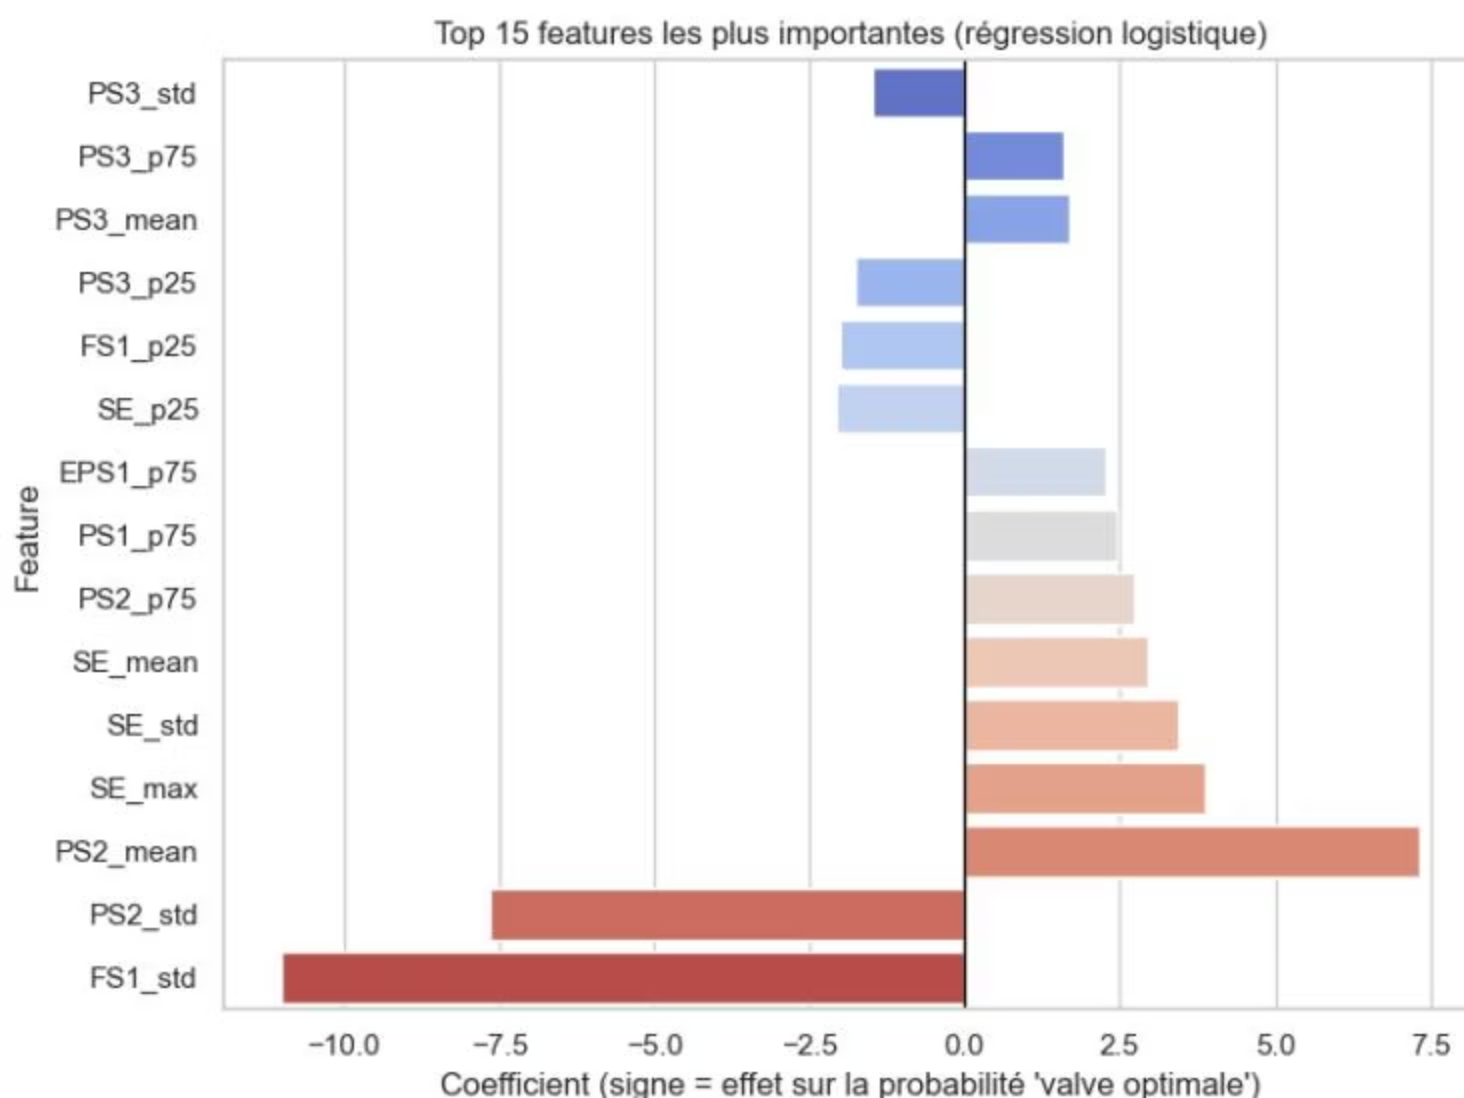 Top 15 features les plus importantes (régression logistique)
PS3_std
PS3_p75
PS3_mean
PS3_p25
FS1_p25
SE_p25
EPS1_p75
PS1_p75
PS2_p75
SE_mean
SE_std
SE_max
PS2_mean
PS2_std
FS1_std
Feature
−10.0 −7.5 −5.0 −2.5 0.0 2.5 5.0 7.5
Coefficient (signe = effet sur la probabilité 'valve optimale')